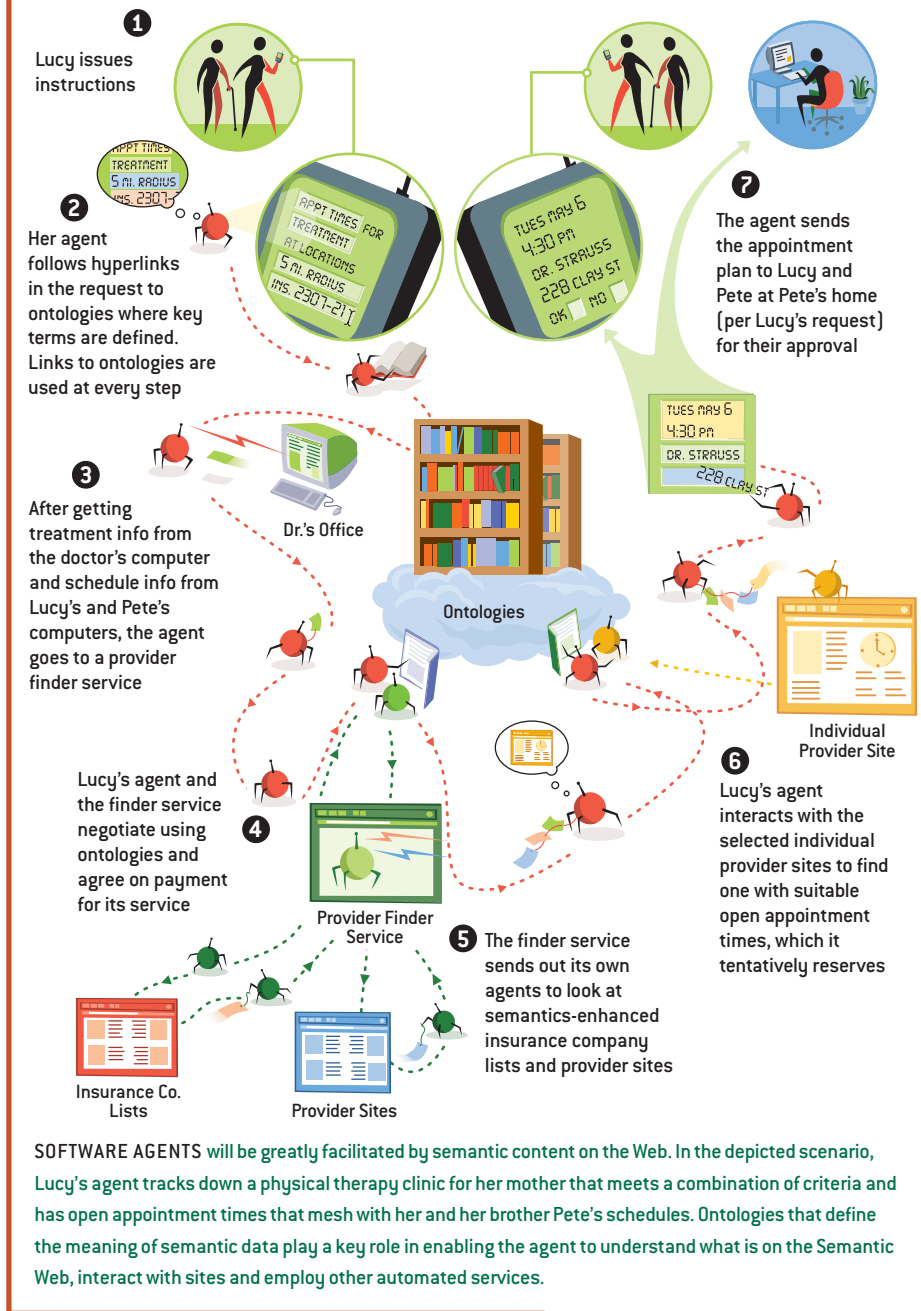 1
Lucy issues
instructions
APPT TIMES
TREATMENT
5 MI. RADIUS
INS. 2307-
APPT TIMES FOR
TREATMENT
AT LOCATIONS
5 MI. RADIUS
INS. 2307-21
TUES MAY 6
4:30 PM
DR. STRAUSS
228 CLAY ST
OK NO
2
Her agent
follows hyperlinks
in the request to
ontologies where key
terms are defined.
Links to ontologies are
used at every step
7
The agent sends
the appointment
plan to Lucy and
Pete at Pete's home
(per Lucy's request)
for their approval
TUES MAY 6
4:30 PM
DR. STRAUSS
228 CLAY ST
3
After getting
treatment info from
the doctor's computer
and schedule info from
Lucy's and Pete's
computers, the agent
goes to a provider
finder service
Dr.'s Office
Ontologies
Individual
Provider Site
Lucy's agent and
the finder service
negotiate using
ontologies and
agree on payment
for its service
4
Provider Finder
Service
6
Lucy's agent
interacts with the
selected individual
provider sites to find
one with suitable
open appointment
times, which it
tentatively reserves
5
The finder service
sends out its own
agents to look at
semantics-enhanced
insurance company
lists and provider sites
Insurance Co.
Lists
Provider Sites
SOFTWARE AGENTS will be greatly facilitated by semantic content on the Web. In the depicted scenario,
Lucy's agent tracks down a physical therapy clinic for her mother that meets a combination of criteria and
has open appointment times that mesh with her and her brother Pete's schedules. Ontologies that define
the meaning of semantic data play a key role in enabling the agent to understand what is on the Semantic
Web, interact with sites and employ other automated services.